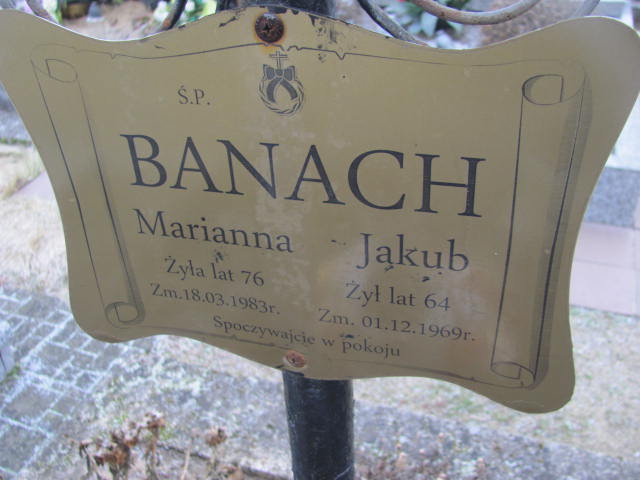 Ś.P.
BANACH
Marianna Jakub
Żyła lat 76 Żył lat 64
Zm.18.03.1983r. Zm. 01.12.1969r.
Spoczywajcie w pokoju